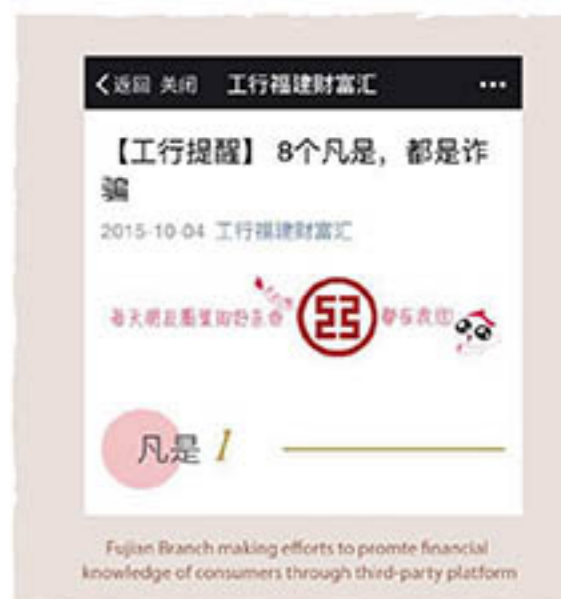 返回 关闭 工行福建财富汇
【工行提醒】 8个凡是，都是诈
骗
2015-10-04 工行福建财富汇
凡是 1
Fujian Branch making efforts to promte financial
knowledge of consumers through third-party platform